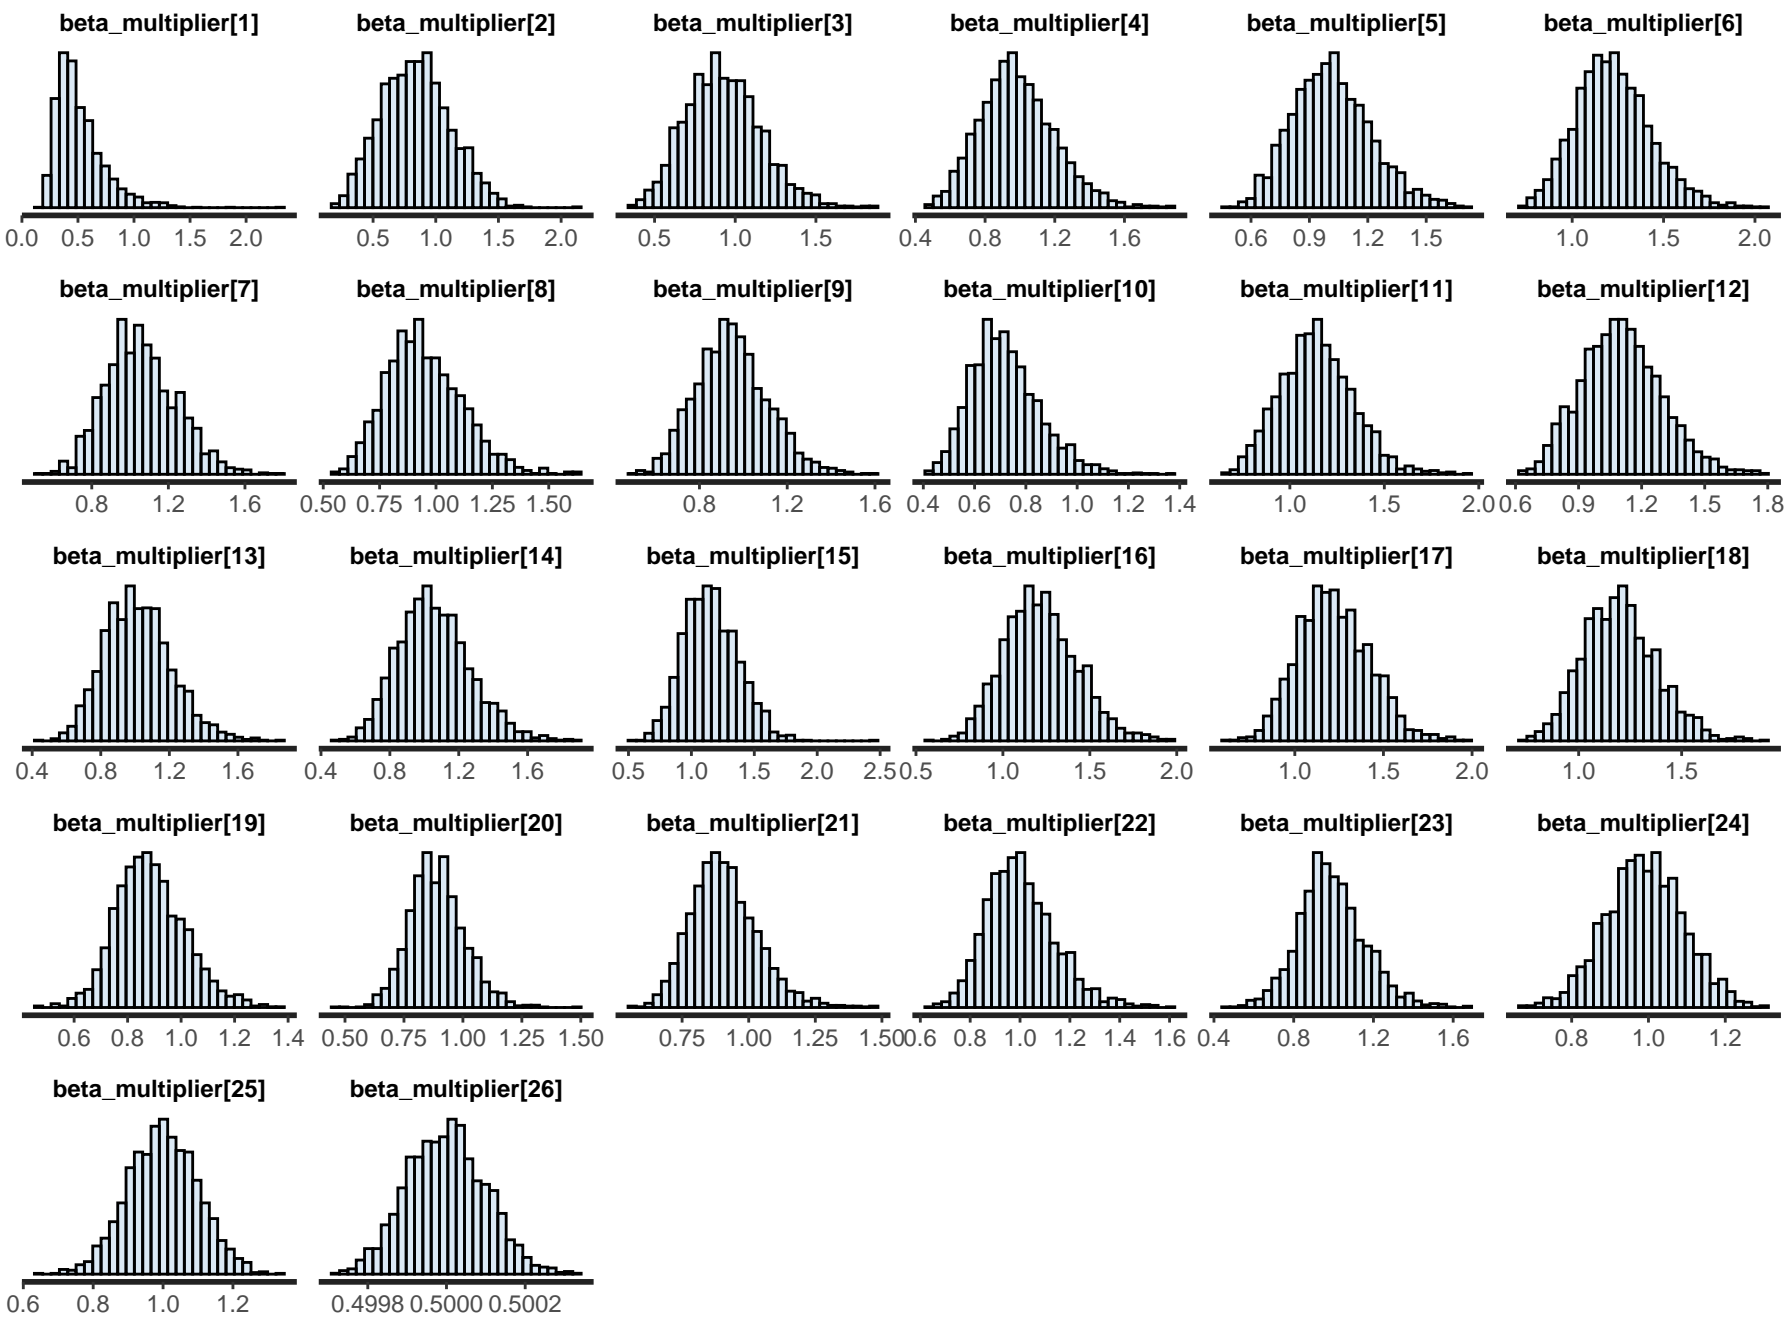 beta_multiplier[1] beta_multiplier[2] beta_multiplier[3] beta_multiplier[4] beta_multiplier[5] beta_multiplier[6]
0.0 0.5 1.0 1.5 2.0 0.5 1.0 1.5 2.0 0.5 1.0 1.5 0.4 0.8 1.2 1.6 0.6 0.9 1.2 1.5 1.0 1.5 2.0
beta_multiplier[7] beta_multiplier[8] beta_multiplier[9] beta_multiplier[10] beta_multiplier[11] beta_multiplier[12]
0.8 1.2 1.6 0.50 0.75 1.00 1.25 1.50 0.8 1.2 1.6 0.4 0.6 0.8 1.0 1.2 1.4 1.0 1.5 2.0 0.6 0.9 1.2 1.5 1.8
beta_multiplier[13] beta_multiplier[14] beta_multiplier[15] beta_multiplier[16] beta_multiplier[17] beta_multiplier[18]
0.4 0.8 1.2 1.6 0.4 0.8 1.2 1.6 0.5 1.0 1.5 2.0 2.5 0.5 1.0 1.5 2.0 1.0 1.5 2.0 1.0 1.5
beta_multiplier[19] beta_multiplier[20] beta_multiplier[21] beta_multiplier[22] beta_multiplier[23] beta_multiplier[24]
0.6 0.8 1.0 1.2 1.4 0.50 0.75 1.00 1.25 1.50 0.75 1.00 1.25 1.50 0.6 0.8 1.0 1.2 1.4 1.6 0.4 0.8 1.2 1.6 0.8 1.0 1.2
beta_multiplier[25] beta_multiplier[26]
0.6 0.8 1.0 1.2 0.4998 0.5000 0.5002